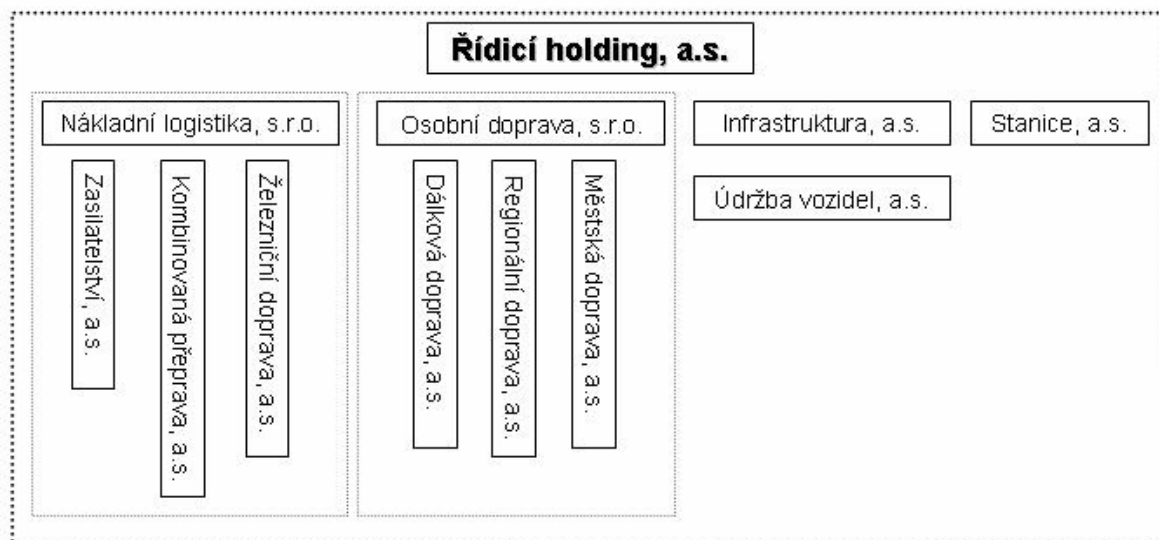 Řídicí holding, a.s.
Nákladní logistika, s.r.o.
Zasilatelství, a.s.
Kombinovaná přeprava, a.s.
Železniční doprava, a.s.
Osobní doprava, s.r.o.
Dálková doprava, a.s.
Regionální doprava, a.s.
Městská doprava, a.s.
Infrastruktura, a.s.
Stanice, a.s.
Údržba vozidel, a.s.